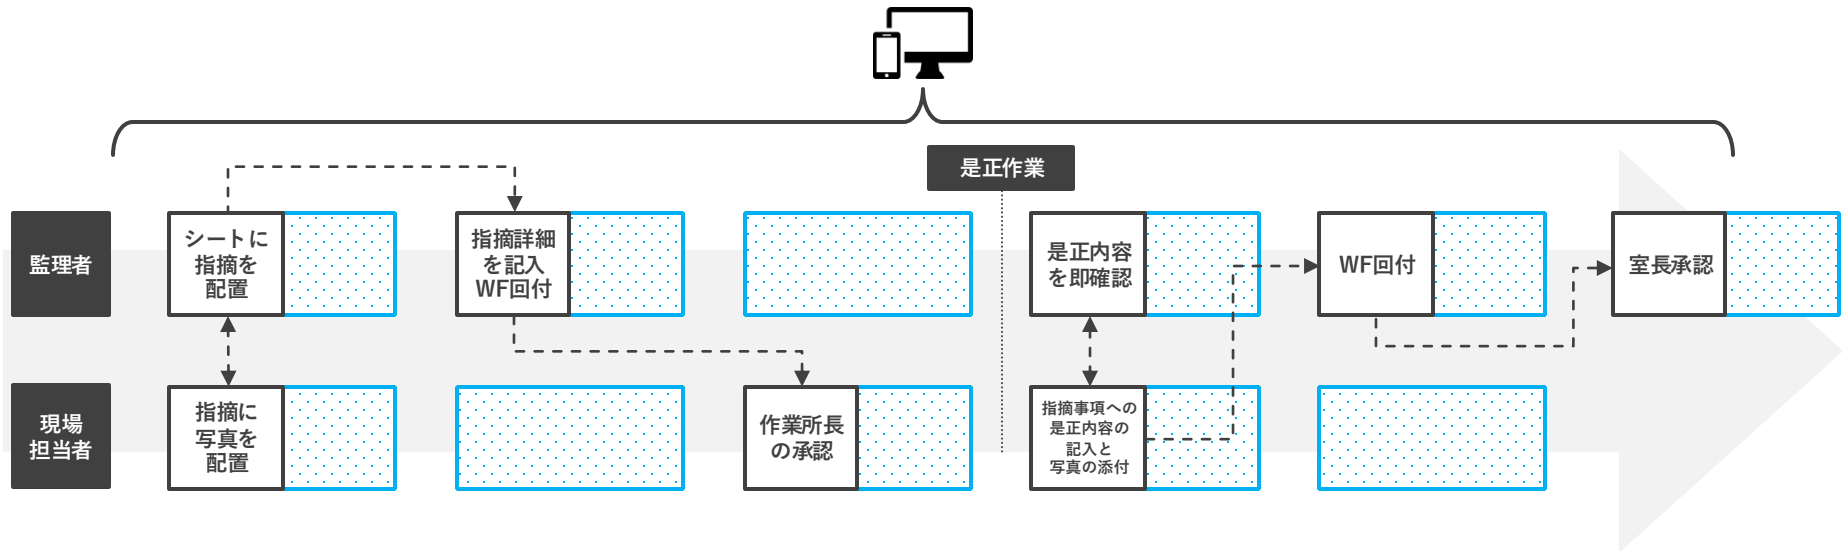 是正作業
監理者
シートに
指摘を
配置
指摘詳細
を記入
WF回付
是正内容
を即確認
WF回付
室長承認
現場
担当者
指摘に
写真を
配置
作業所長
の承認
指摘事項への
是正内容の
記入と
写真の添付